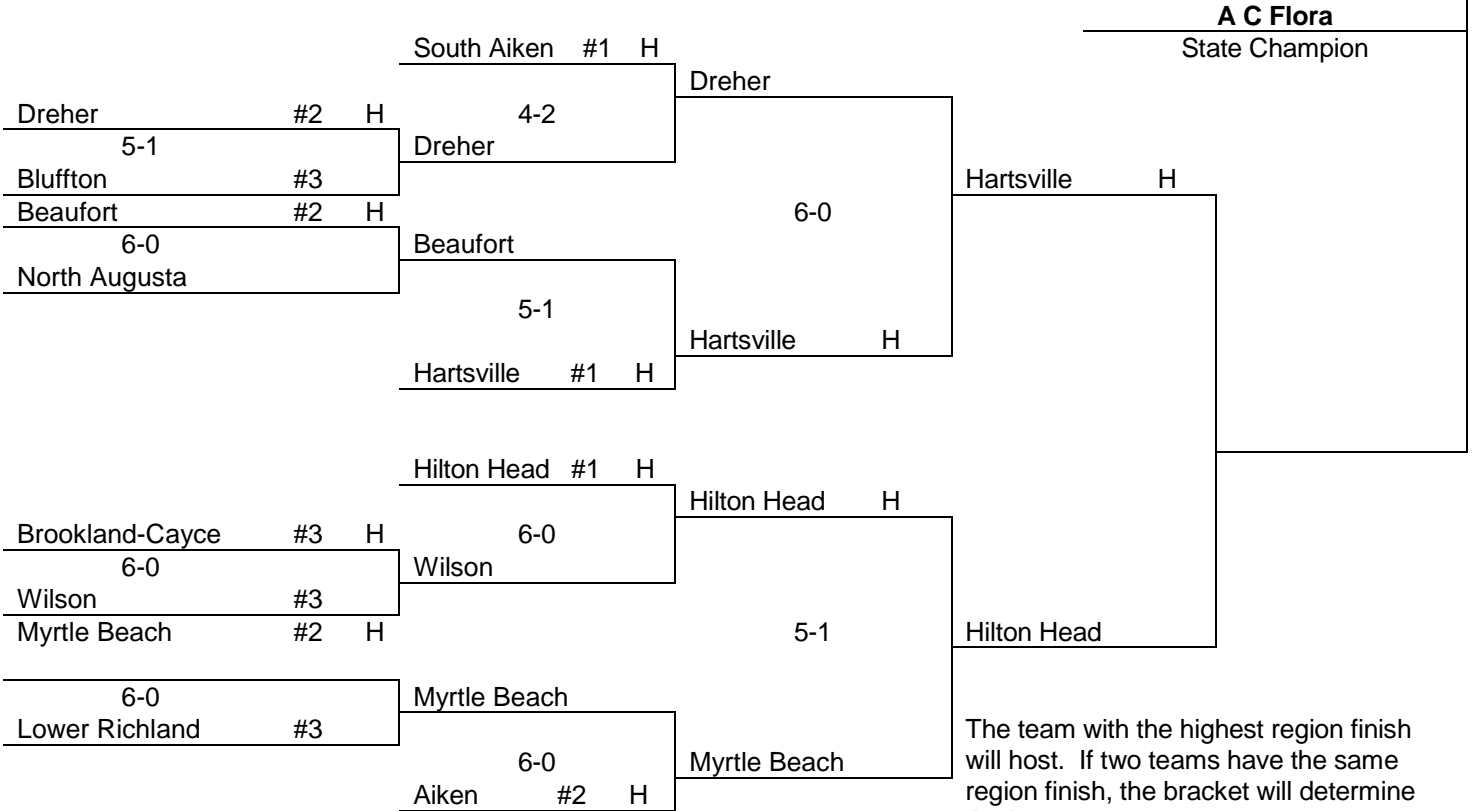 A C Flora
South Aiken #1 H
State Champion
Dreher
Dreher #2 H
4-2
5-1
Dreher
Bluffton #3
Hartsville H
Beaufort #2 H
6-0
6-0
Beaufort
North Augusta
5-1
Hartsville H
Hartsville #1 H
Hilton Head #1 H
Hilton Head H
Brookland-Cayce #3 H
6-0
6-0
Wilson
Wilson #3
Myrtle Beach #2 H
5-1
Hilton Head
6-0
Myrtle Beach
Lower Richland #3
The team with the highest region finish
6-0
Myrtle Beach
will host. If two teams have the same
Aiken #2 H
region finish, the bracket will determine